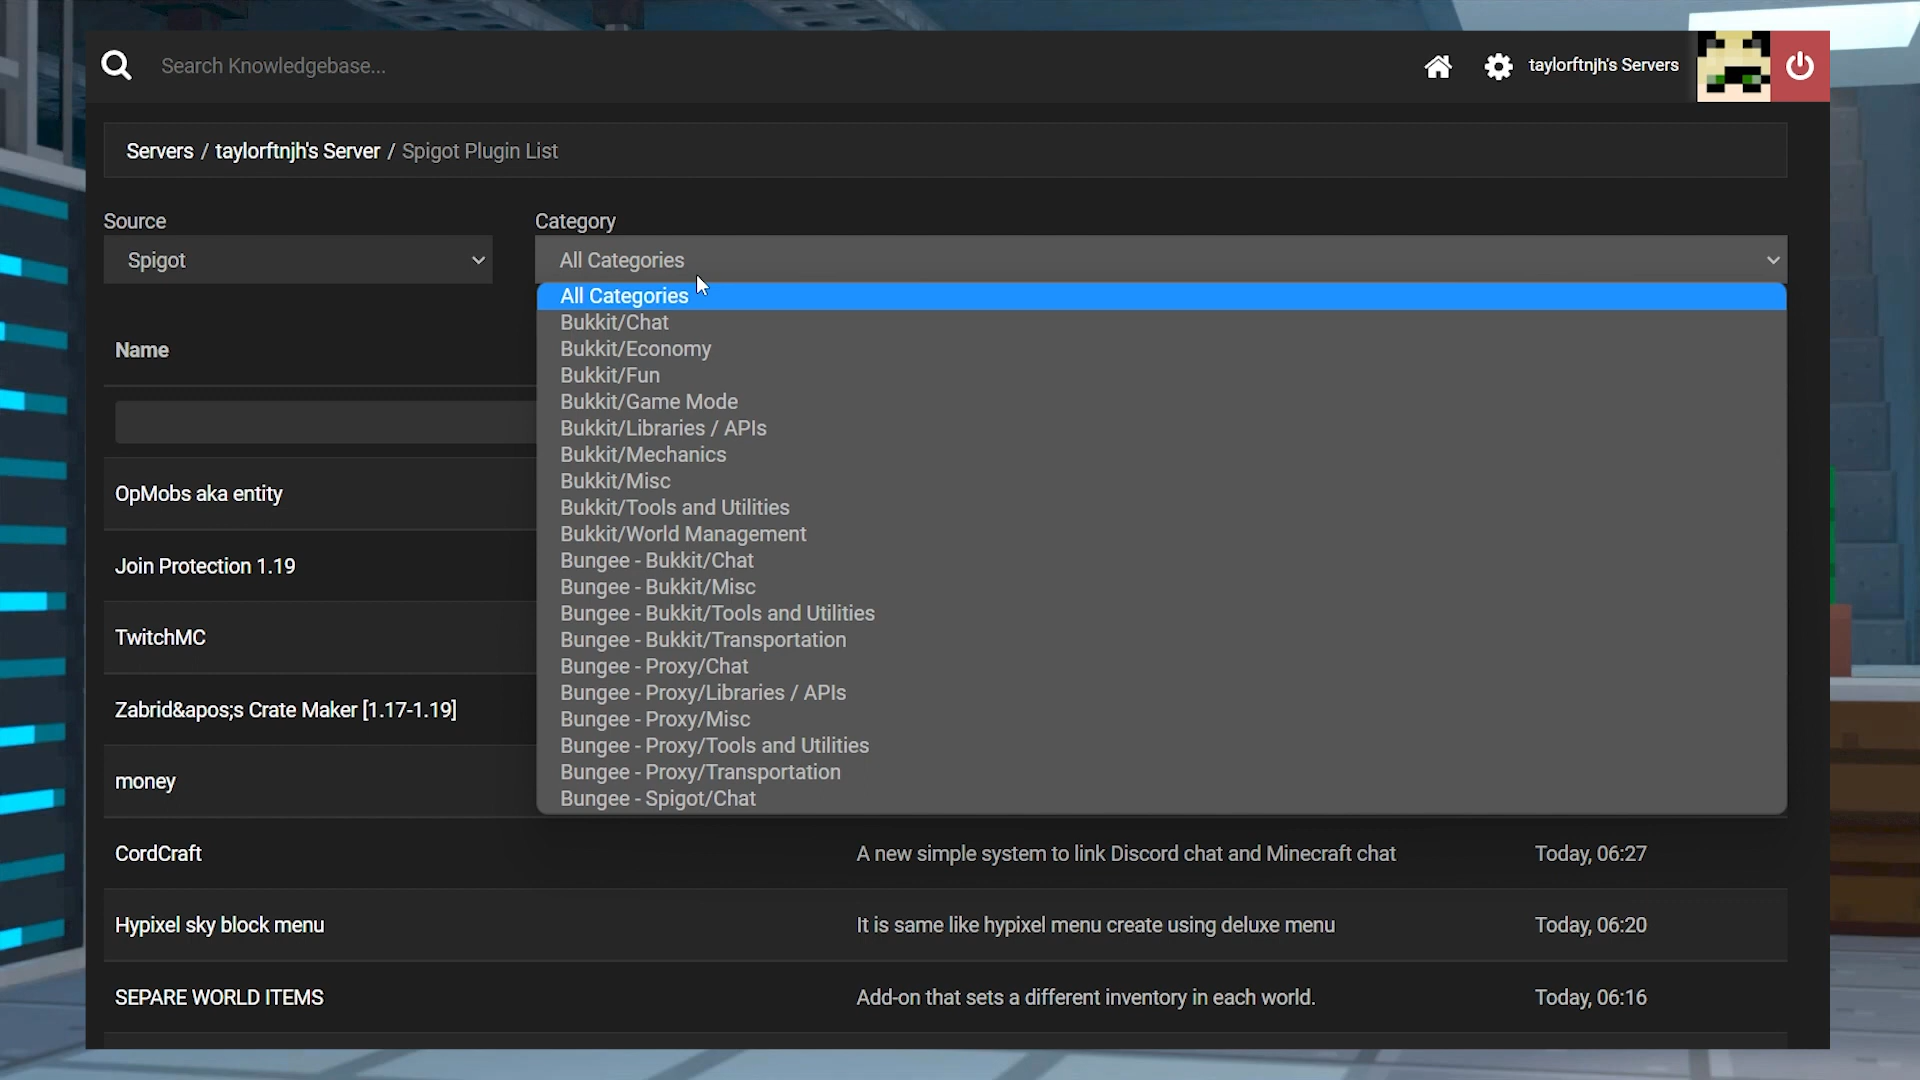 Search Knowledgebase...
taylorftnjh's Servers
Servers / taylorftnjh's Server / Spigot Plugin List
Source
Category
Spigot
All Categories
All Categories
Bukkit/Chat
Bukkit/Economy
Bukkit/Fun
Bukkit/Game Mode
Bukkit/Libraries / APIs
Bukkit/Mechanics
Bukkit/Misc
Bukkit/Tools and Utilities
Bukkit/World Management
Bungee - Bukkit/Chat
Bungee - Bukkit/Misc
Bungee - Bukkit/Tools and Utilities
Bungee - Bukkit/Transportation
Bungee - Proxy/Chat
Bungee - Proxy/Libraries / APIs
Bungee - Proxy/Misc
Bungee - Proxy/Tools and Utilities
Bungee - Proxy/Transportation
Bungee - Spigot/Chat
Name
OpMobs aka entity
Join Protection 1.19
TwitchMC
Zabrid&apos;s Crate Maker [1.17-1.19]
money
CordCraft A new simple system to link Discord chat and Minecraft chat Today, 06:27
Hypixel sky block menu It is same like hypixel menu create using deluxe menu Today, 06:20
SEPARE WORLD ITEMS Add-on that sets a different inventory in each world. Today, 06:16